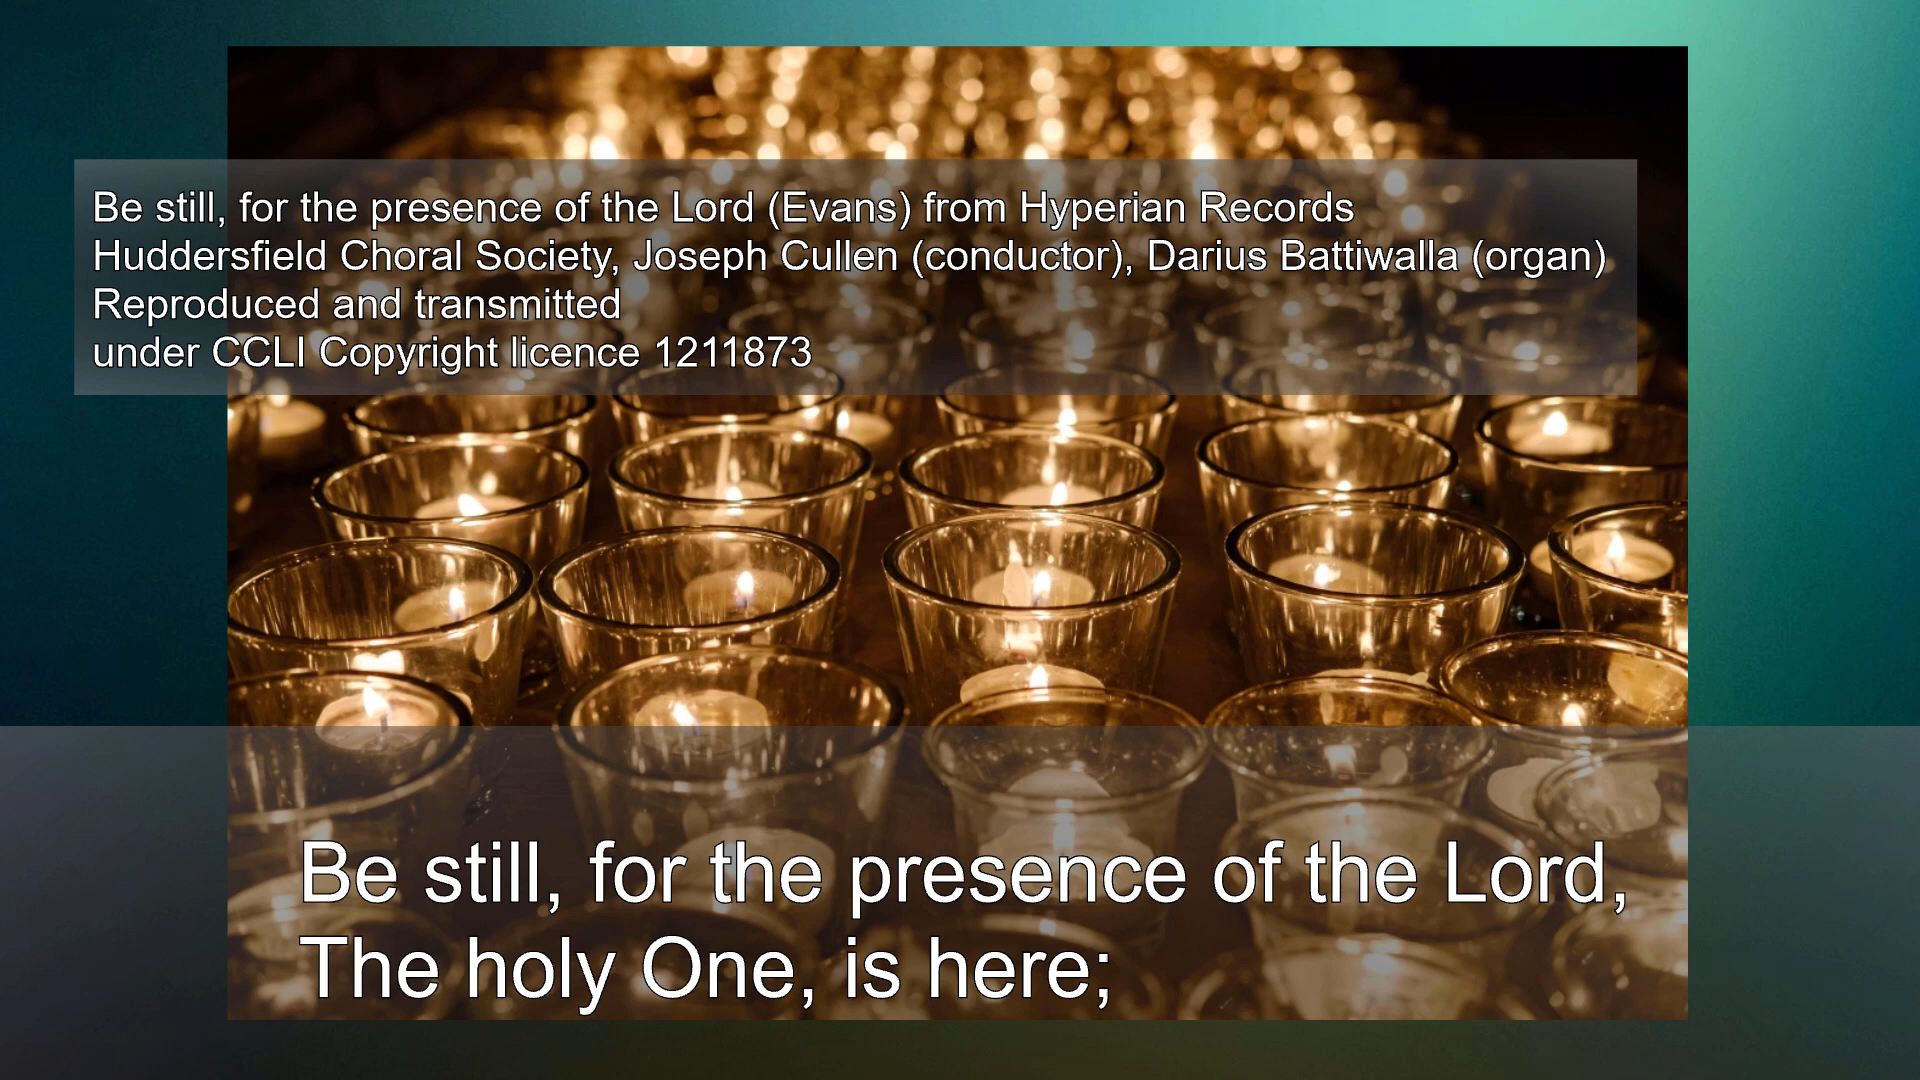 Be still, for the presence of the Lord (Evans) from Hyperian Records
Huddersfield Choral Society, Joseph Cullen (conductor), Darius Battiwalla (organ)
Reproduced and transmitted
under CCLI Copyright licence 1211873
Be still, for the presence of the Lord,
The holy One, is here;